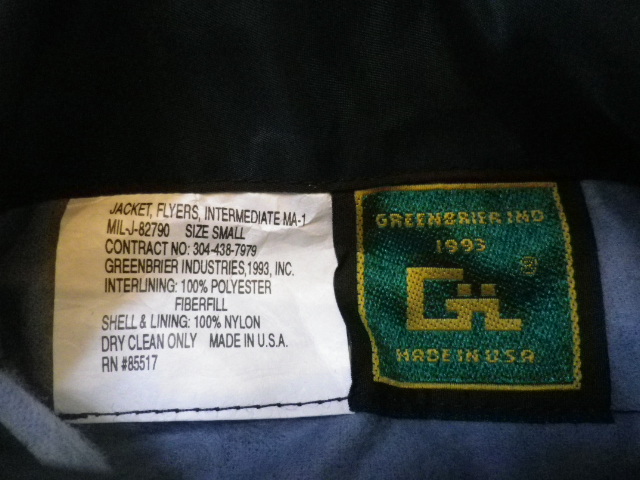 JACKET, FLYERS, INTERMEDIATE MA-1
MIL-J-82790 SIZE SMALL
CONTRACT NO: 304-438-7979
GREENBRIER INDUSTRIES,1993, INC.
INTERLINING: 100% POLYESTER
FIBERFILL
SHELL & LINING: 100% NYLON
DRY CLEAN ONLY MADE IN U.S.A.
RN #85517
GREENBRIER IND
1993
®
GI
MADE IN U.S.A